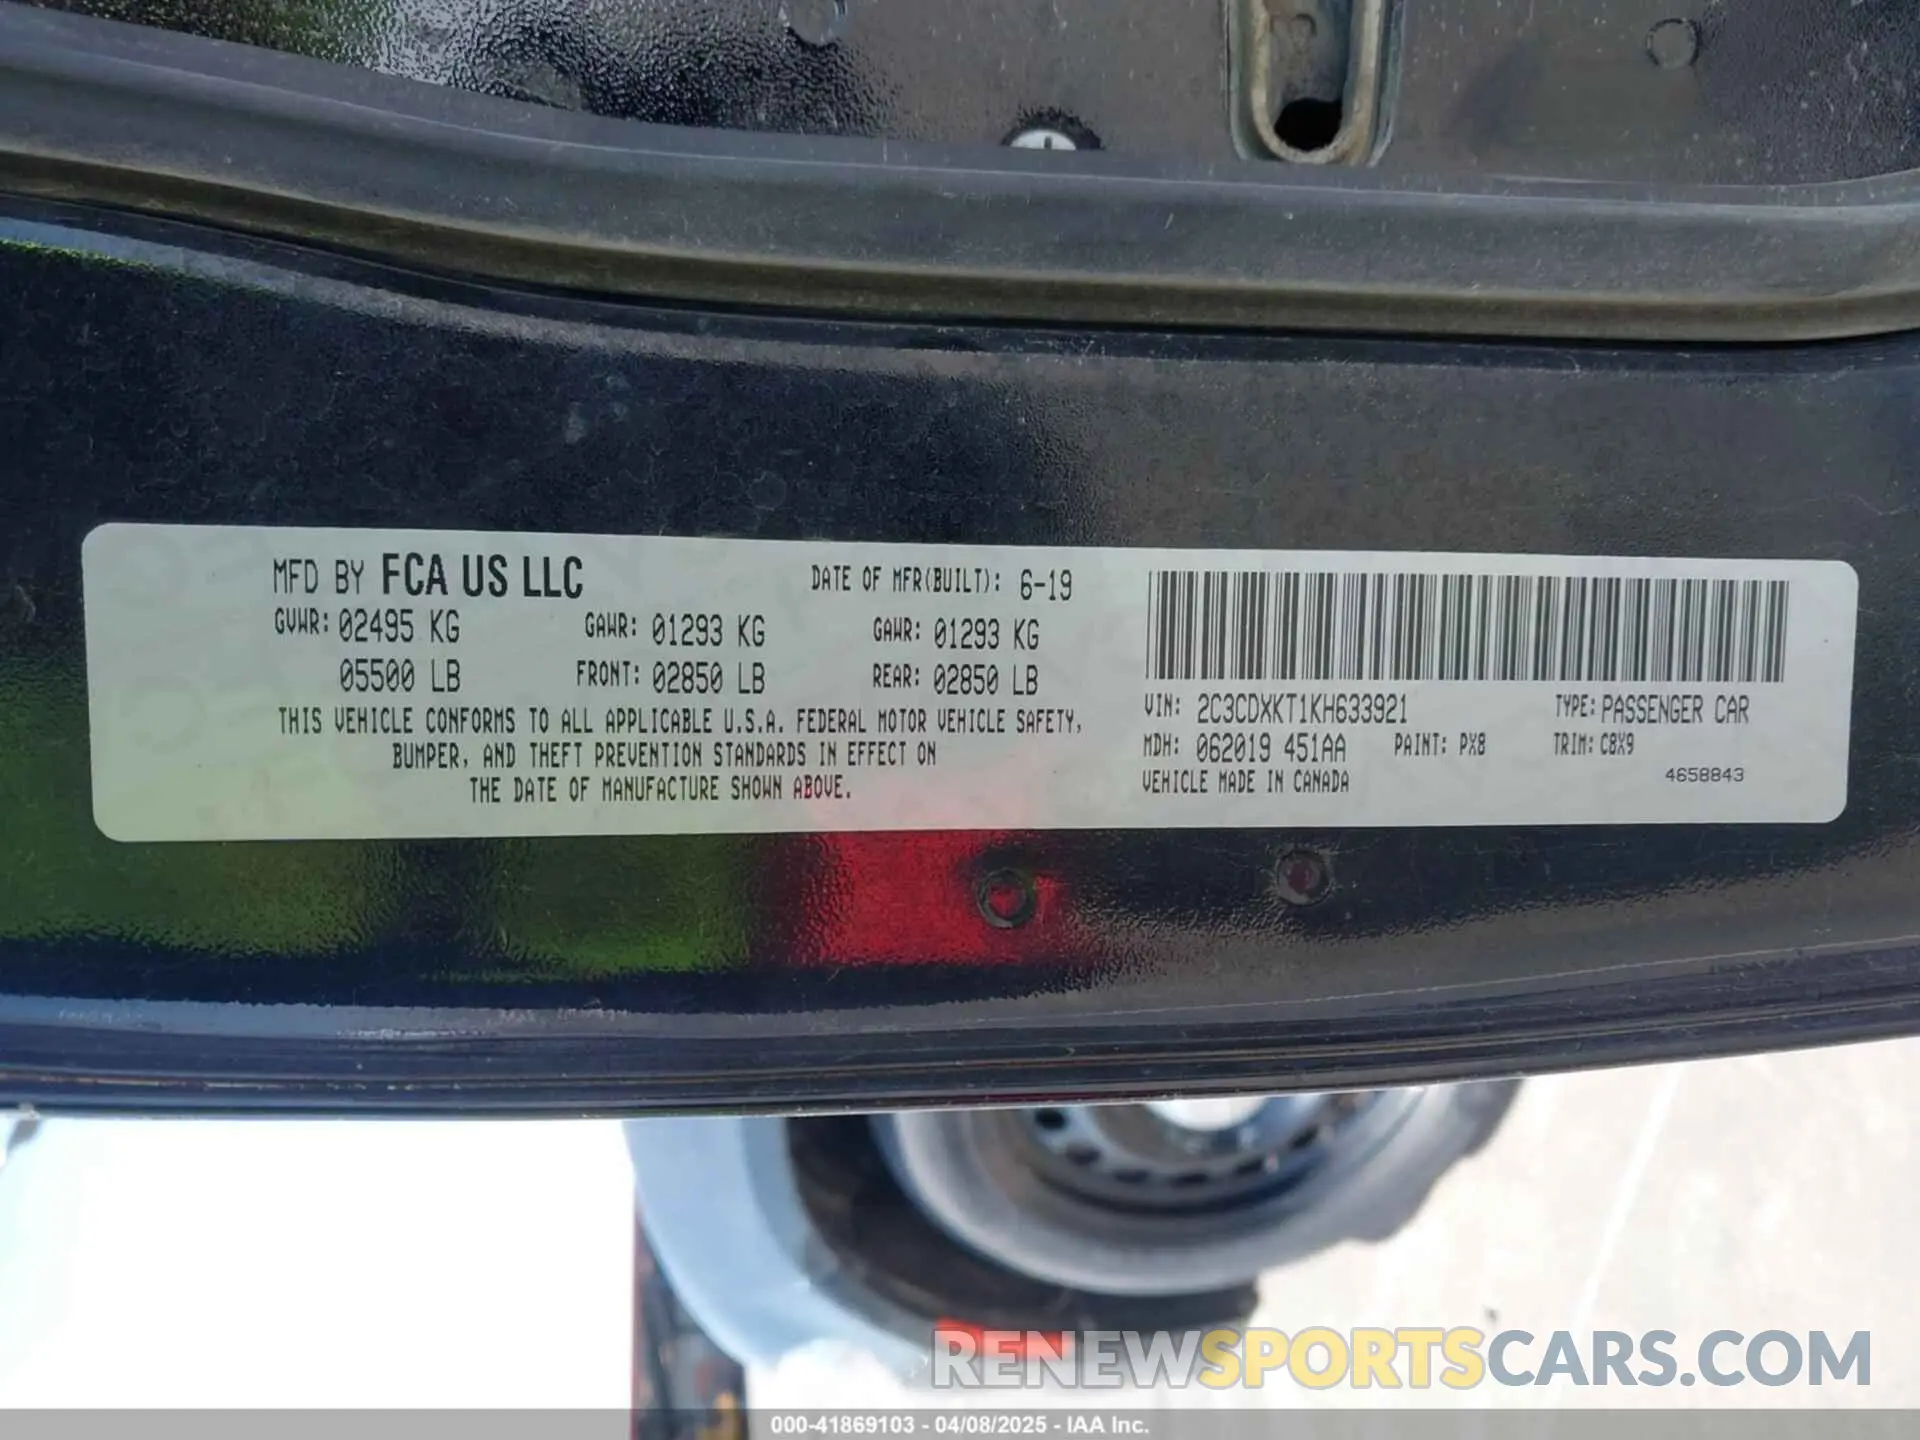 MFD BY FCA US LLC DATE OF MFR(BUILT): 6-19
GVWR: 02495 KG GAWR: 01293 KG GAWR: 01293 KG
05500 LB FRONT: 02850 LB REAR: 02850 LB
THIS VEHICLE CONFORMS TO ALL APPLICABLE U.S.A. FEDERAL MOTOR VEHICLE SAFETY,
BUMPER, AND THEFT PREVENTION STANDARDS IN EFFECT ON
THE DATE OF MANUFACTURE SHOWN ABOVE.
VIN: 2C3CDXKT1KH633921 TYPE: PASSENGER CAR
MDH: 062019 451AA PAINT: PX8 TRIM: C8X9
VEHICLE MADE IN CANADA 4658843
RENEWSPORTSCARS.COM
000-41869103 - 04/08/2025 - IAA Inc.